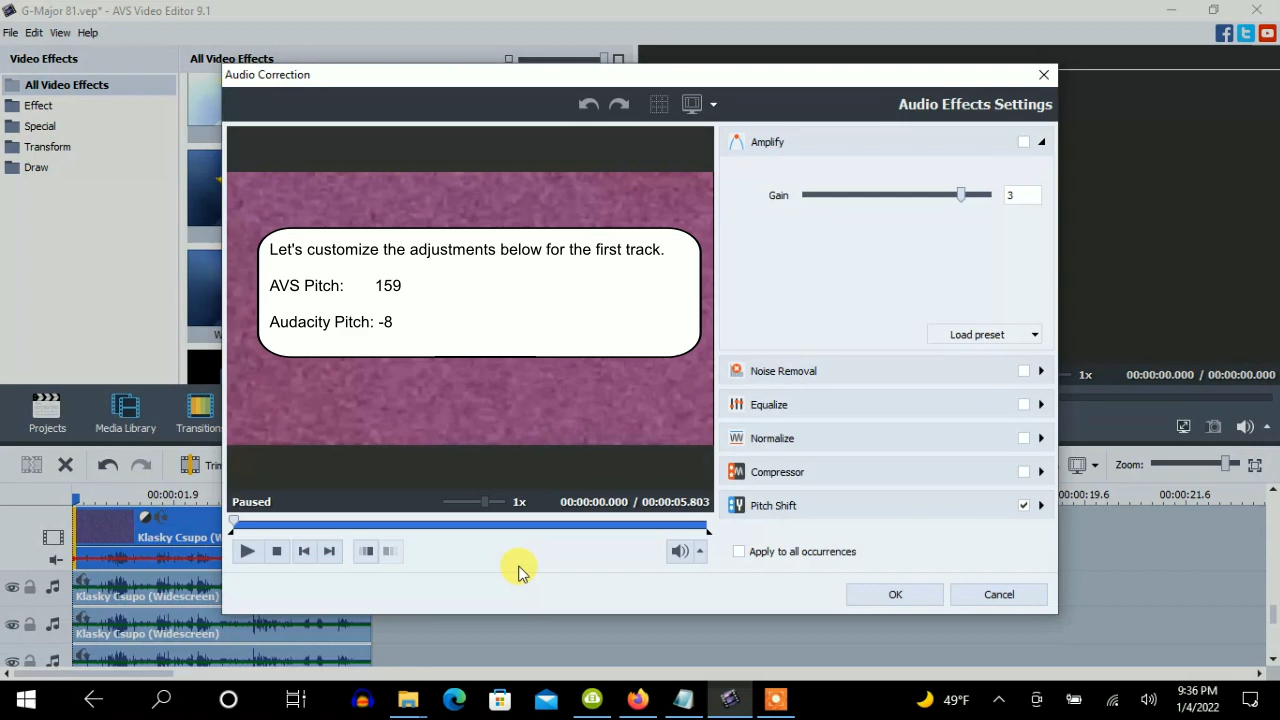 G-Major 81.vep* - AVS Video Editor 9.1
File Edit View Help
Video Effects
All Video Effects
All Video Effects
Effect
Special
Transform
Draw
Audio Correction
Audio Effects Settings
Amplify
Gain 3
Load preset
Noise Removal
Equalize
Normalize
Compressor
Pitch Shift
Apply to all occurrences
OK Cancel
Let's customize the adjustments below for the first track.
AVS Pitch: 159
Audacity Pitch: -8
Paused 1x 00:00:00.000 / 00:00:05.803
1x 00:00:00.000 / 00:00:00.000
Projects Media Library Transition
Trim
Zoom:
00:00:01.9 00:00:19.6 00:00:21.6
Klasky Csupo (W
Klasky Csupo (Widescreen)
Klasky Csupo (Widescreen)
49°F
9:36 PM
1/4/2022